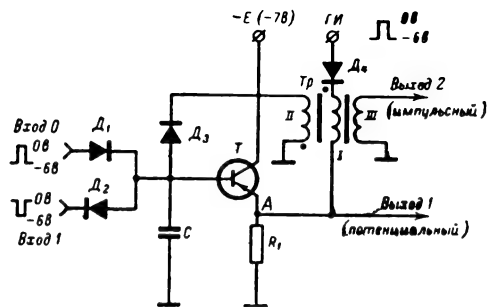 -E (-7В)
ГИ
0В
-6В
Тр
Д₄
Выход 2
(импульсный)
II
III
I
Вход 0
0В
-6В
Д₁
Д₃
Т
Д₂
0В
-6В
Вход 1
А
Выход 1
(потенциальный)
С
R₁